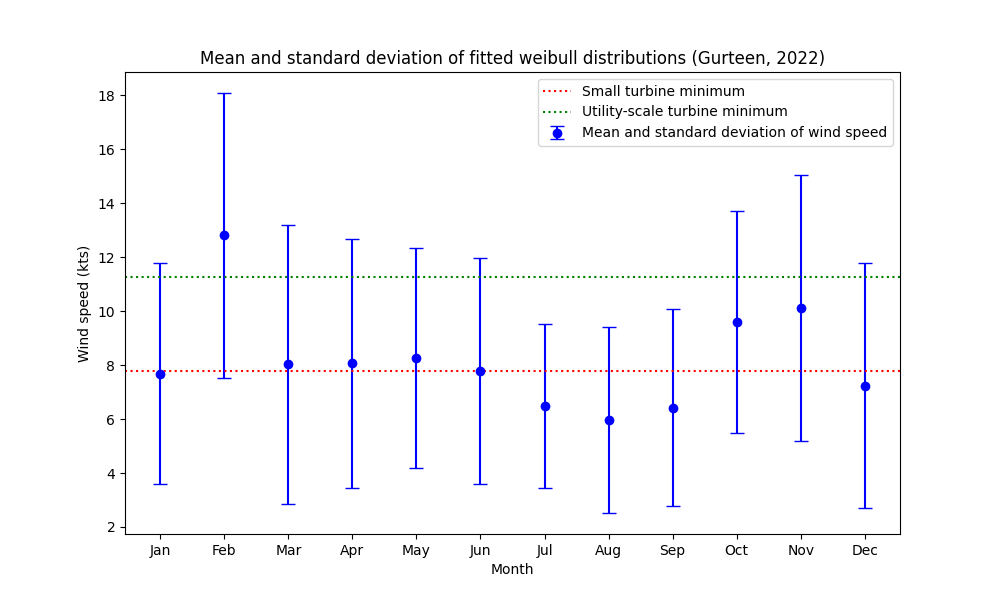 Mean and standard deviation of fitted weibull distributions (Gurteen, 2022)
Small turbine minimum
Utility-scale turbine minimum
Mean and standard deviation of wind speed
Wind speed (kts)
18
16
14
12
10
8
6
4
2
Jan Feb Mar Apr May Jun Jul Aug Sep Oct Nov Dec
Month